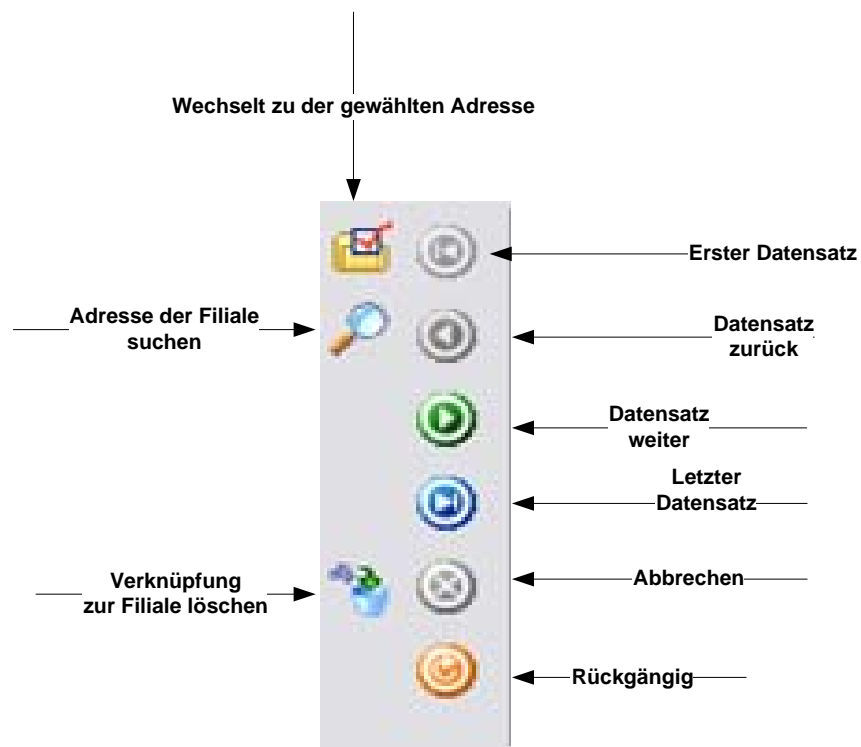 Wechselt zu der gewählten Adresse
Erster Datensatz
Adresse der Filiale
suchen
Datensatz
zurück
Datensatz
weiter
Letzter
Datensatz
Verknüpfung
zur Filiale löschen
Abbrechen
Rückgängig